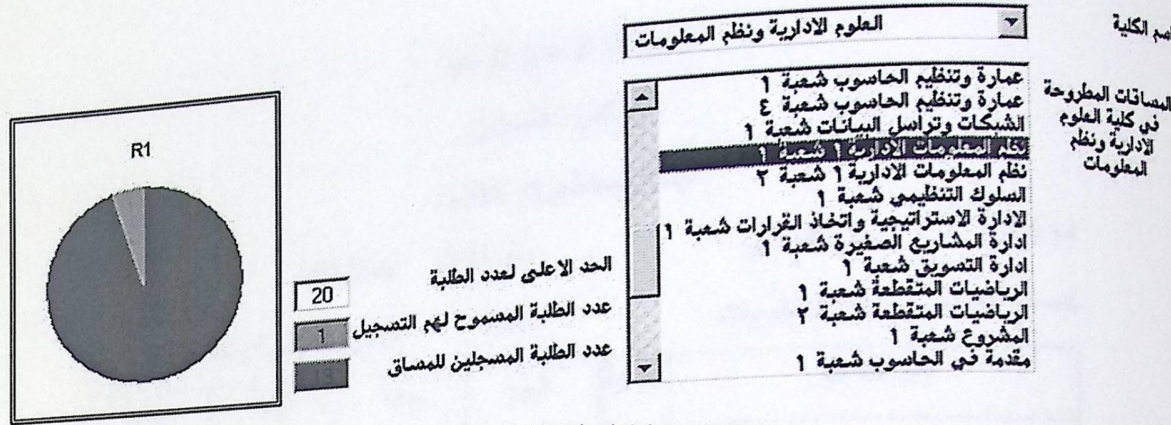 اسم الكلية
العلوم الادارية ونظم المعلومات
المساقات المطروحة
في كلية العلوم
الادارية ونظم
المعلومات
عمارة وتنظيم الحاسوب شعبة ١
عمارة وتنظيم الحاسوب شعبة ٤
الشبكات وتراسل البيانات شعبة ١
نظم المعلومات الادارية ١ شعبة ١
نظم المعلومات الادارية ١ شعبة ٢
السلوك التنظيمي شعبة ١
الادارة الاستراتيجية واتخاذ القرارات شعبة ١
ادارة المشاريع الصغيرة شعبة ١
ادارة التسويق شعبة ١
الرياضيات المتقطعة شعبة ١
الرياضيات المتقطعة شعبة ٢
المشروع شعبة ١
مقدمة في الحاسوب شعبة ١
الحد الاعلى لعدد الطلبة 20
عدد الطلبة المسموح لهم التسجيل 1
عدد الطلبة المسجلين للمساق 19
R1